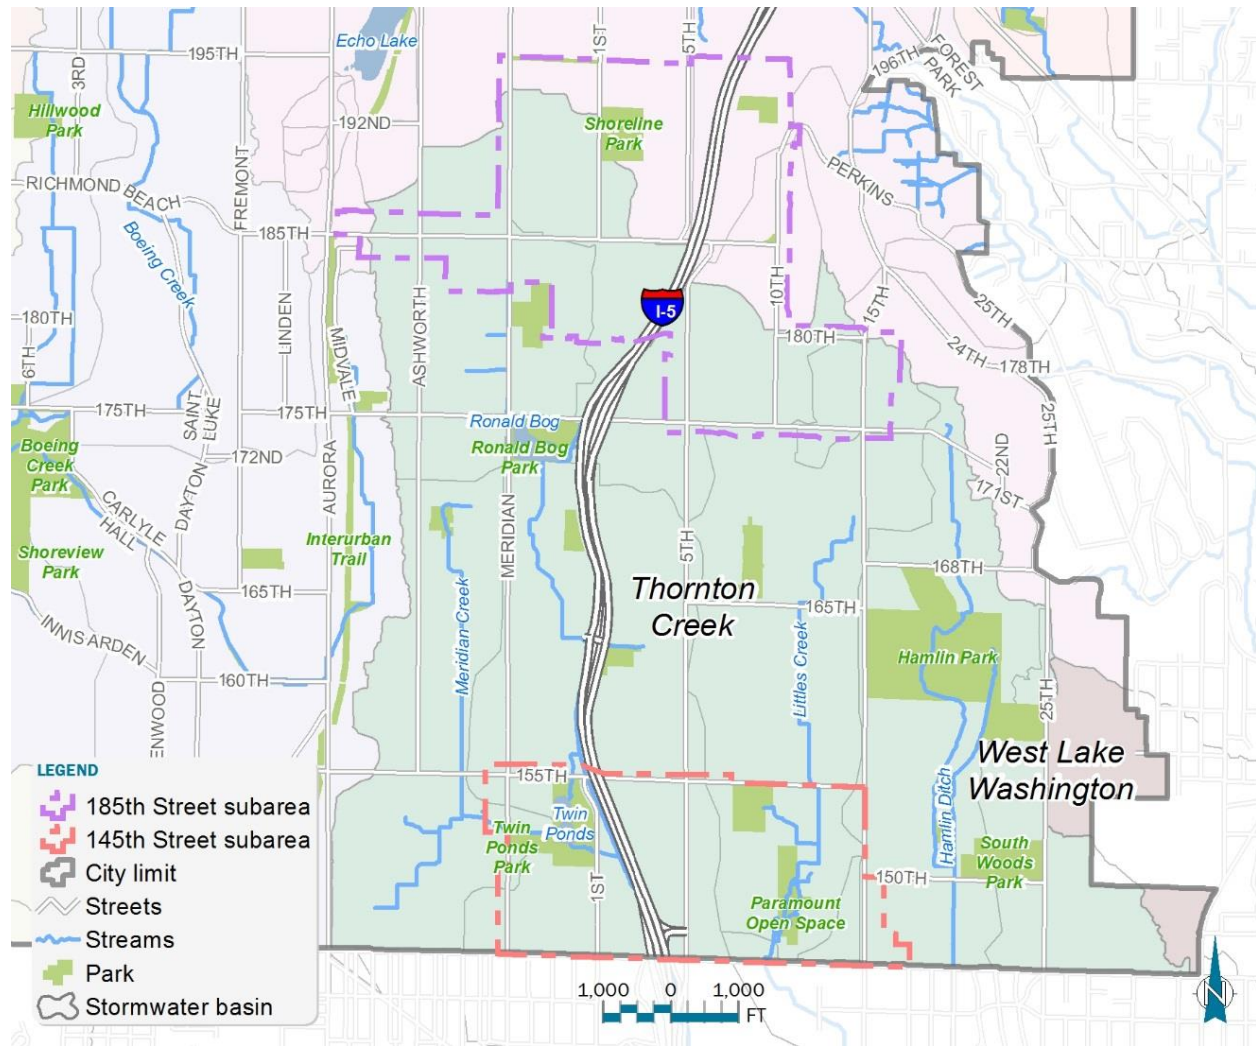 Echo Lake
1ST
5TH
FOREST
PARK
195TH
196TH
3RD
Hillwood
Park
192ND
Shoreline
Park
FREMONT
RICHMOND BEACH
PERKINS
185TH
Boeing Creek
LINDEN
ASHWORTH
10TH
15TH
25TH
I-5
180TH
6TH
MIDVALE
180TH
24TH
178TH
175TH
SAINT
LUKE
175TH
Ronald Bog
25TH
Boeing
Creek
Park
172ND
Ronald Bog
Park
22ND
171ST
CARLYLE
HALL
DAYTON
AURORA
MERIDIAN
5TH
Shoreview
Park
Interurban
Trail
168TH
165TH
Thornton
Creek
165TH
INNIS ARDEN
DAYTON
Meridian Creek
Littles Creek
Hamlin Park
160TH
25TH
ENWOOD
West Lake
Washington
155TH
Twin
Ponds
Hamlin Ditch
Twin
Ponds
Park
South
Woods
Park
1ST
150TH
Paramount
Open Space
LEGEND
185th Street subarea
145th Street subarea
City limit
Streets
Streams
Park
Stormwater basin
1,000 0 1,000
FT
N